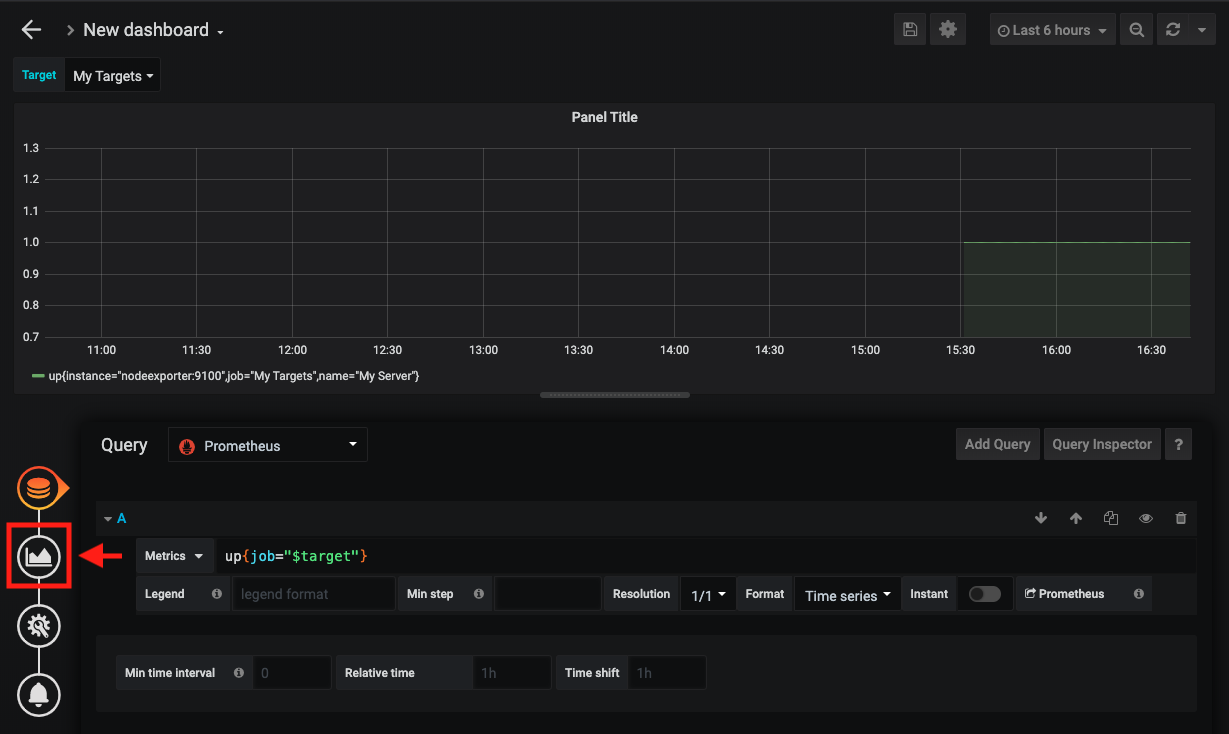 New dashboard
Last 6 hours
Target My Targets
Panel Title
1.3
1.2
1.1
1.0
0.9
0.8
0.7
11:00 11:30 12:00 12:30 13:00 13:30 14:00 14:30 15:00 15:30 16:00 16:30
up{instance="nodeexporter:9100",job="My Targets",name="My Server"}
Query Prometheus Add Query Query Inspector ?
A
Metrics up{job="$target"}
Legend legend format Min step Resolution 1/1 Format Time series Instant Prometheus
Min time interval 0 Relative time 1h Time shift 1h